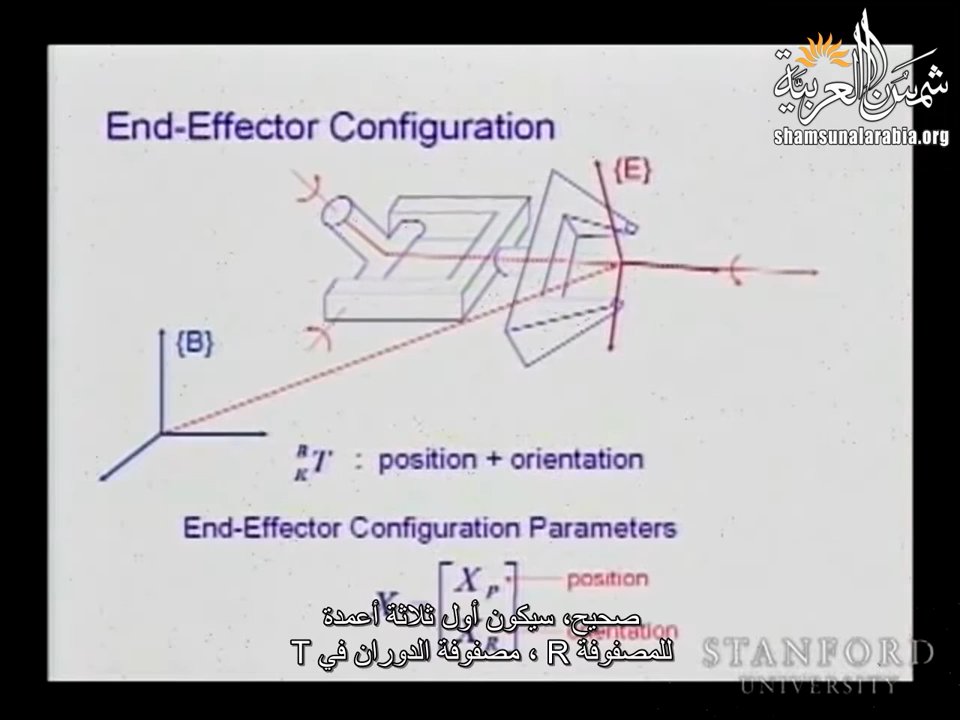 شمس العربية
shamsunalarabia.org
End-Effector Configuration
{E}
{B}
B
E T : position + orientation
End-Effector Configuration Parameters
X P position
X R orientation
صحيح، سيكون أول ثلاثة أعمدة
للمصفوفة R ، مصفوفة الدوران في T
STANFORD
UNIVERSITY